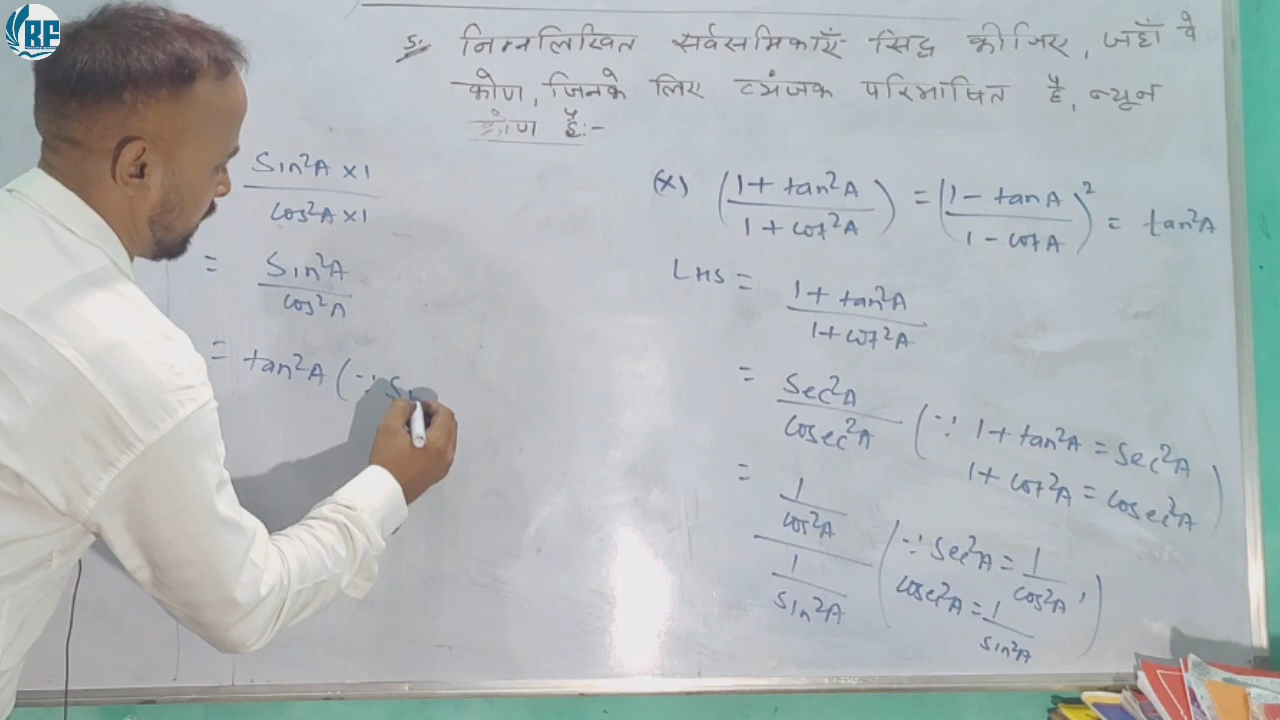 RF
5. निम्नलिखित सर्वसमिकाएँ सिद्ध कीजिए, जहाँ वे
कोण, जिनके लिए व्यंजक परिभाषित है, न्यून
कोण है:-
(x) (1 + tan²A / 1 + cot²A) = (1 - tanA / 1 - cotA)² = tan²A
LHS = 1 + tan²A / 1 + cot²A
= sec²A / cosec²A (∵ 1 + tan²A = sec²A
1 + cot²A = cosec²A)
= 1/cos²A / 1/sin²A (∵ sec²A = 1/cos²A,
cosec²A = 1/sin²A)
sin²A × 1 / cos²A × 1
= sin²A / cos²A
= tan²A (∵ si